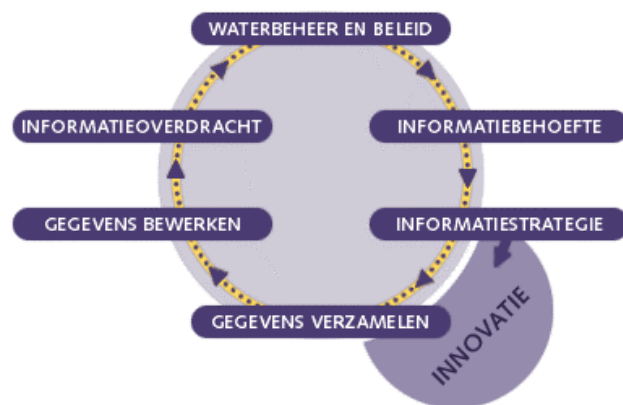 WATERBEHEER EN BELEID
INFORMATIEOVERDRACHT
INFORMATIEBEHOEFTE
GEGEVENS BEWERKEN
INFORMATIESTRATEGIE
GEGEVENS VERZAMELEN
INNOVATIE